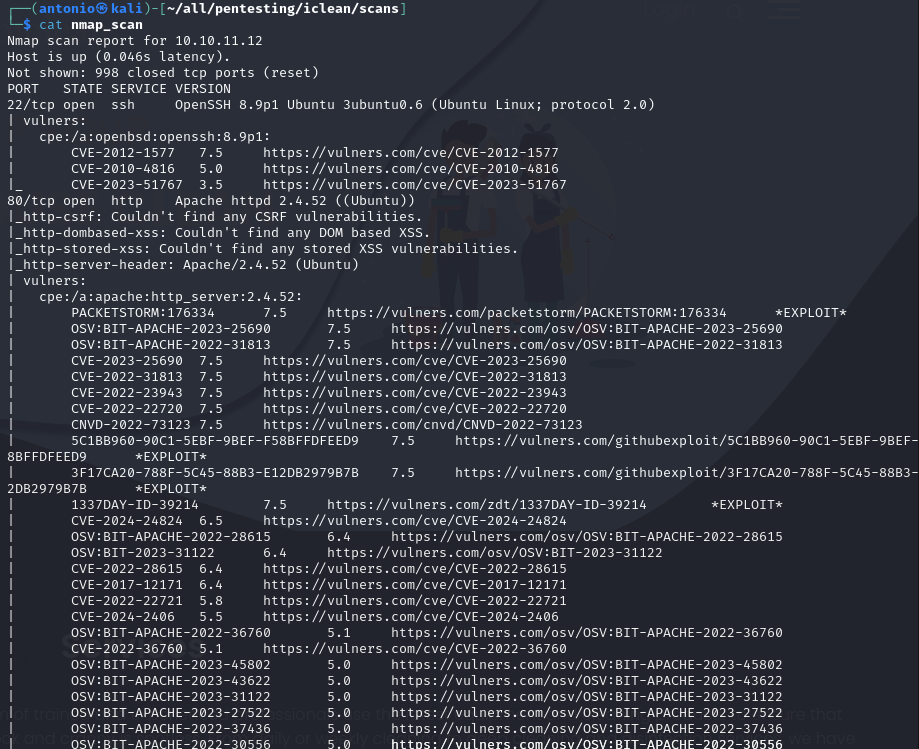 ┌──(antonio㉿kali)-[~/all/pentesting/iclean/scans]
└─$ cat nmap_scan
Nmap scan report for 10.10.11.12
Host is up (0.046s latency).
Not shown: 998 closed tcp ports (reset)
PORT   STATE SERVICE VERSION
22/tcp open  ssh     OpenSSH 8.9p1 Ubuntu 3ubuntu0.6 (Ubuntu Linux; protocol 2.0)
| vulners:
|   cpe:/a:openbsd:openssh:8.9p1:
|       CVE-2012-1577   7.5     https://vulners.com/cve/CVE-2012-1577
|       CVE-2010-4816   5.0     https://vulners.com/cve/CVE-2010-4816
|_      CVE-2023-51767  3.5     https://vulners.com/cve/CVE-2023-51767
80/tcp open  http    Apache httpd 2.4.52 ((Ubuntu))
|_http-csrf: Couldn't find any CSRF vulnerabilities.
|_http-dombased-xss: Couldn't find any DOM based XSS.
|_http-stored-xss: Couldn't find any stored XSS vulnerabilities.
|_http-server-header: Apache/2.4.52 (Ubuntu)
| vulners:
|   cpe:/a:apache:http_server:2.4.52:
|       PACKETSTORM:176334      7.5     https://vulners.com/packetstorm/PACKETSTORM:176334      *EXPLOIT*
|       OSV:BIT-APACHE-2023-25690       7.5     https://vulners.com/osv/OSV:BIT-APACHE-2023-25690
|       OSV:BIT-APACHE-2022-31813       7.5     https://vulners.com/osv/OSV:BIT-APACHE-2022-31813
|       CVE-2023-25690  7.5     https://vulners.com/cve/CVE-2023-25690
|       CVE-2022-31813  7.5     https://vulners.com/cve/CVE-2022-31813
|       CVE-2022-23943  7.5     https://vulners.com/cve/CVE-2022-23943
|       CVE-2022-22720  7.5     https://vulners.com/cve/CVE-2022-22720
|       CNVD-2022-73123 7.5     https://vulners.com/cnvd/CNVD-2022-73123
|       5C1BB960-90C1-5EBF-9BEF-F58BFFDFEED9    7.5     https://vulners.com/githubexploit/5C1BB960-90C1-5EBF-9BEF-
8BFFDFEED9      *EXPLOIT*
|       3F17CA20-788F-5C45-88B3-E12DB2979B7B    7.5     https://vulners.com/githubexploit/3F17CA20-788F-5C45-88B3-
2DB2979B7B      *EXPLOIT*
|       1337DAY-ID-39214        7.5     https://vulners.com/zdt/1337DAY-ID-39214        *EXPLOIT*
|       CVE-2024-24824  6.5     https://vulners.com/cve/CVE-2024-24824
|       OSV:BIT-APACHE-2022-28615       6.4     https://vulners.com/osv/OSV:BIT-APACHE-2022-28615
|       OSV:BIT-2023-31122      6.4     https://vulners.com/osv/OSV:BIT-2023-31122
|       CVE-2022-28615  6.4     https://vulners.com/cve/CVE-2022-28615
|       CVE-2017-12171  6.4     https://vulners.com/cve/CVE-2017-12171
|       CVE-2022-22721  5.8     https://vulners.com/cve/CVE-2022-22721
|       CVE-2024-2406   5.5     https://vulners.com/cve/CVE-2024-2406
|       OSV:BIT-APACHE-2022-36760       5.1     https://vulners.com/osv/OSV:BIT-APACHE-2022-36760
|       CVE-2022-36760  5.1     https://vulners.com/cve/CVE-2022-36760
|       OSV:BIT-APACHE-2023-45802       5.0     https://vulners.com/osv/OSV:BIT-APACHE-2023-45802
|       OSV:BIT-APACHE-2023-43622       5.0     https://vulners.com/osv/OSV:BIT-APACHE-2023-43622
|       OSV:BIT-APACHE-2023-31122       5.0     https://vulners.com/osv/OSV:BIT-APACHE-2023-31122
|       OSV:BIT-APACHE-2023-27522       5.0     https://vulners.com/osv/OSV:BIT-APACHE-2023-27522
|       OSV:BIT-APACHE-2022-37436       5.0     https://vulners.com/osv/OSV:BIT-APACHE-2022-37436
|       OSV:BIT-APACHE-2022-30556       5.0     https://vulners.com/osv/OSV:BIT-APACHE-2022-30556